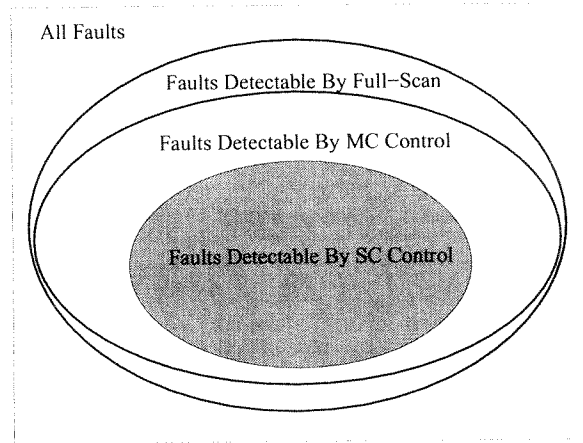 All Faults
Faults Detectable By Full-Scan
Faults Detectable By MC Control
Faults Detectable By SC Control